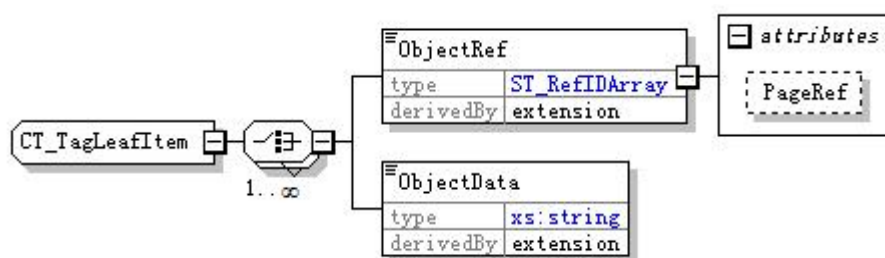 ObjectRef
type ST_RefIDArray
derivedBy extension
attributes
PageRef
CT_TagLeafItem
1..∞
ObjectData
type xs:string
derivedBy extension